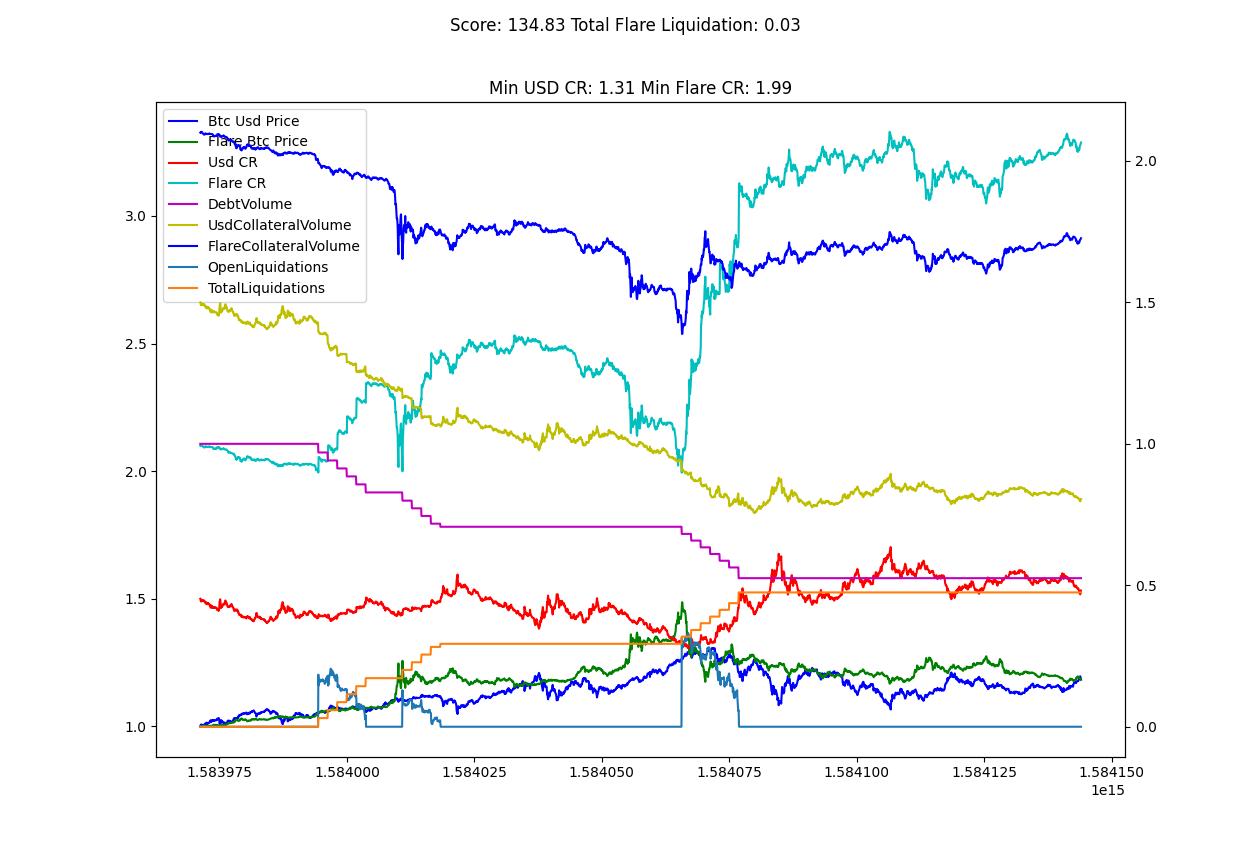 Score: 134.83 Total Flare Liquidation: 0.03
Min USD CR: 1.31 Min Flare CR: 1.99
Btc Usd Price
Flare Btc Price
Usd CR
Flare CR
DebtVolume
UsdCollateralVolume
FlareCollateralVolume
OpenLiquidations
TotalLiquidations
3.0
2.5
2.0
1.5
1.0
2.0
1.5
1.0
0.5
0.0
1.583975 1.584000 1.584025 1.584050 1.584075 1.584100 1.584125 1.584150
1e15